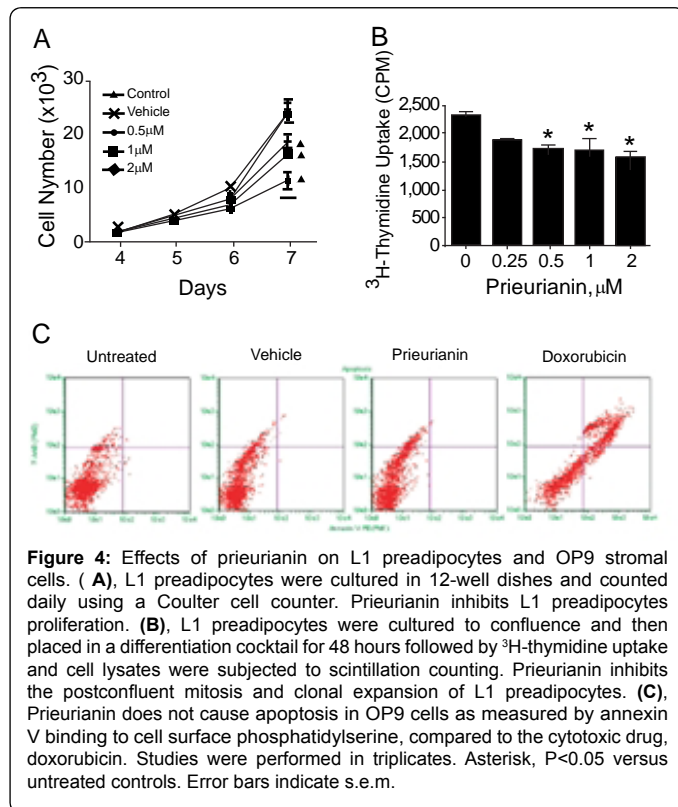 A
Cell Nymber (x10³)
30
20
10
0
Control
Vehicle
0.5µM
1µM
2µM
4 5 6 7
Days
B
³H-Thymidine Uptake (CPM)
2,500
2,000
1,500
1,000
500
0
* * *
0 0.25 0.5 1 2
Prieurianin, µM
C
Untreated Vehicle Prieurianin Doxorubicin
Apoptosis
Figure 4: Effects of prieurianin on L1 preadipocytes and OP9 stromal
cells. ( A), L1 preadipocytes were cultured in 12-well dishes and counted
daily using a Coulter cell counter. Prieurianin inhibits L1 preadipocytes
proliferation. (B), L1 preadipocytes were cultured to confluence and then
placed in a differentiation cocktail for 48 hours followed by ³H-thymidine uptake
and cell lysates were subjected to scintillation counting. Prieurianin inhibits
the postconfluent mitosis and clonal expansion of L1 preadipocytes. (C),
Prieurianin does not cause apoptosis in OP9 cells as measured by annexin
V binding to cell surface phosphatidylserine, compared to the cytotoxic drug,
doxorubicin. Studies were performed in triplicates. Asterisk, P<0.05 versus
untreated controls. Error bars indicate s.e.m.